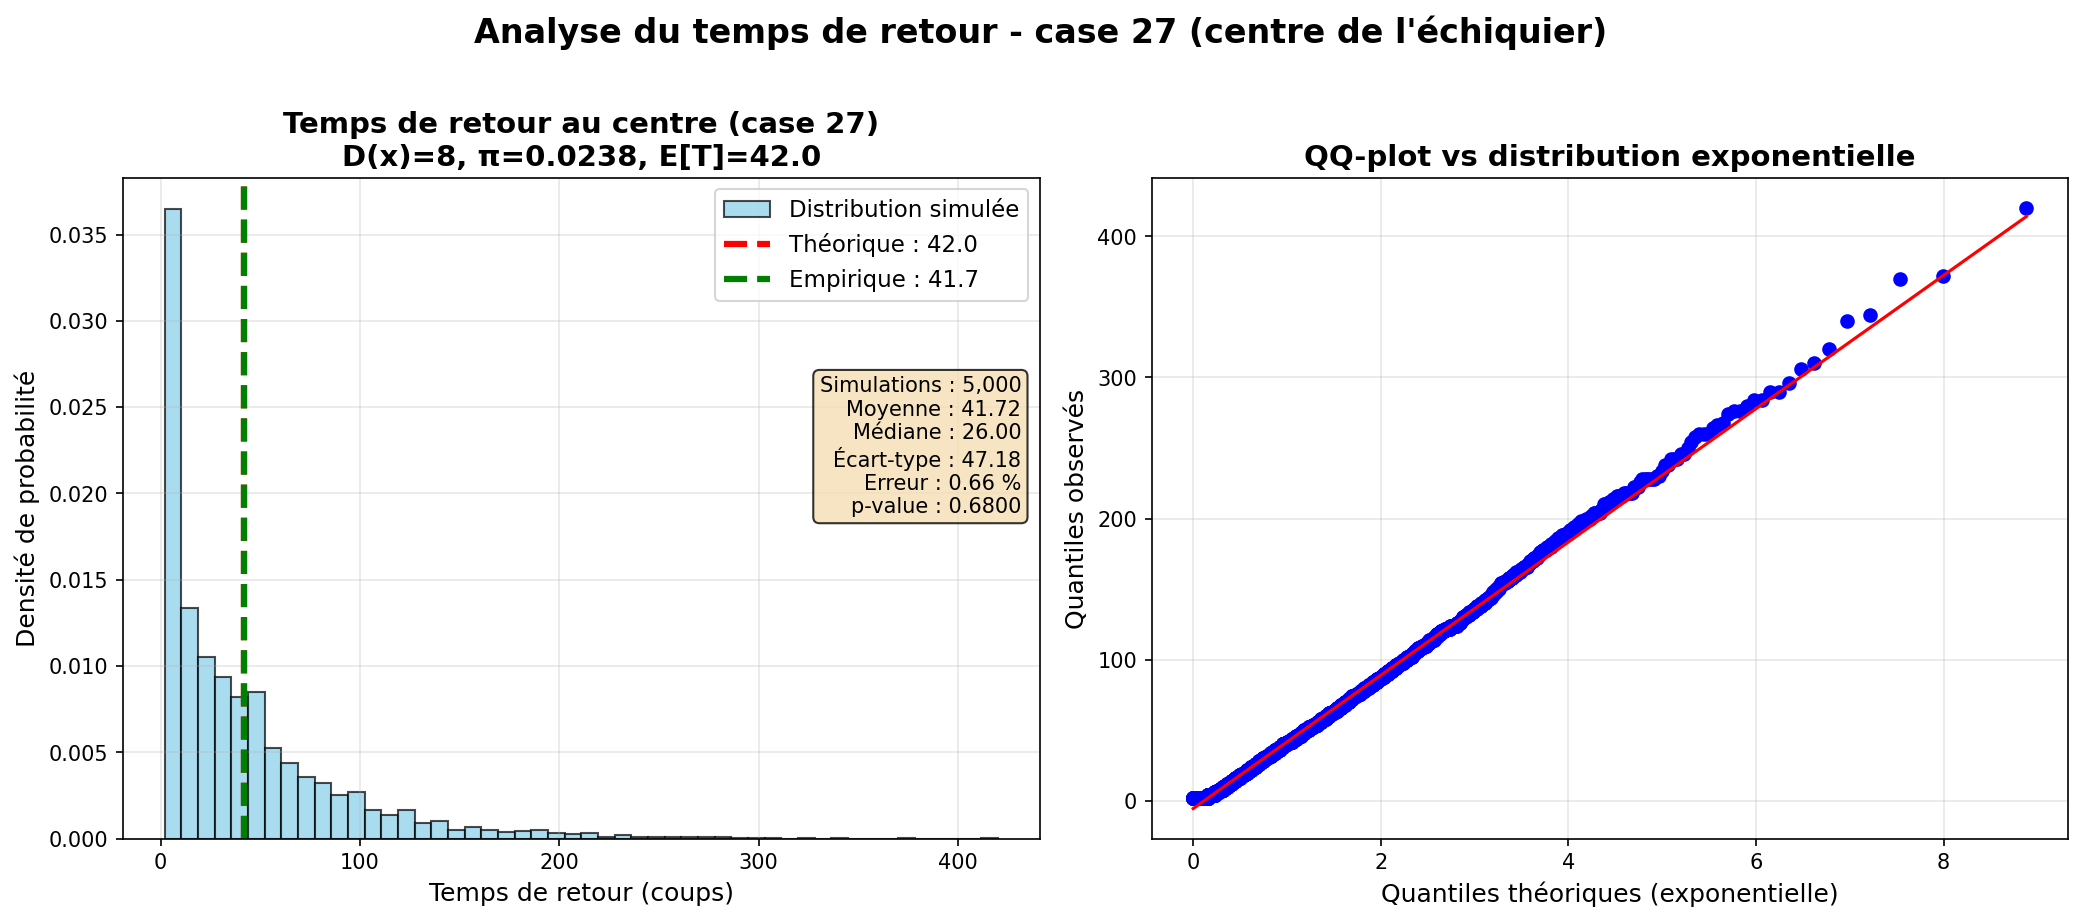 Analyse du temps de retour - case 27 (centre de l'échiquier)
Temps de retour au centre (case 27)
D(x)=8, π=0.0238, E[T]=42.0
Distribution simulée
Théorique : 42.0
Empirique : 41.7
Simulations : 5,000
Moyenne : 41.72
Médiane : 26.00
Écart-type : 47.18
Erreur : 0.66 %
p-value : 0.6800
Densité de probabilité
0.035
0.030
0.025
0.020
0.015
0.010
0.005
0.000
0 100 200 300 400
Temps de retour (coups)
QQ-plot vs distribution exponentielle
Quantiles observés
400
300
200
100
0
0 2 4 6 8
Quantiles théoriques (exponentielle)